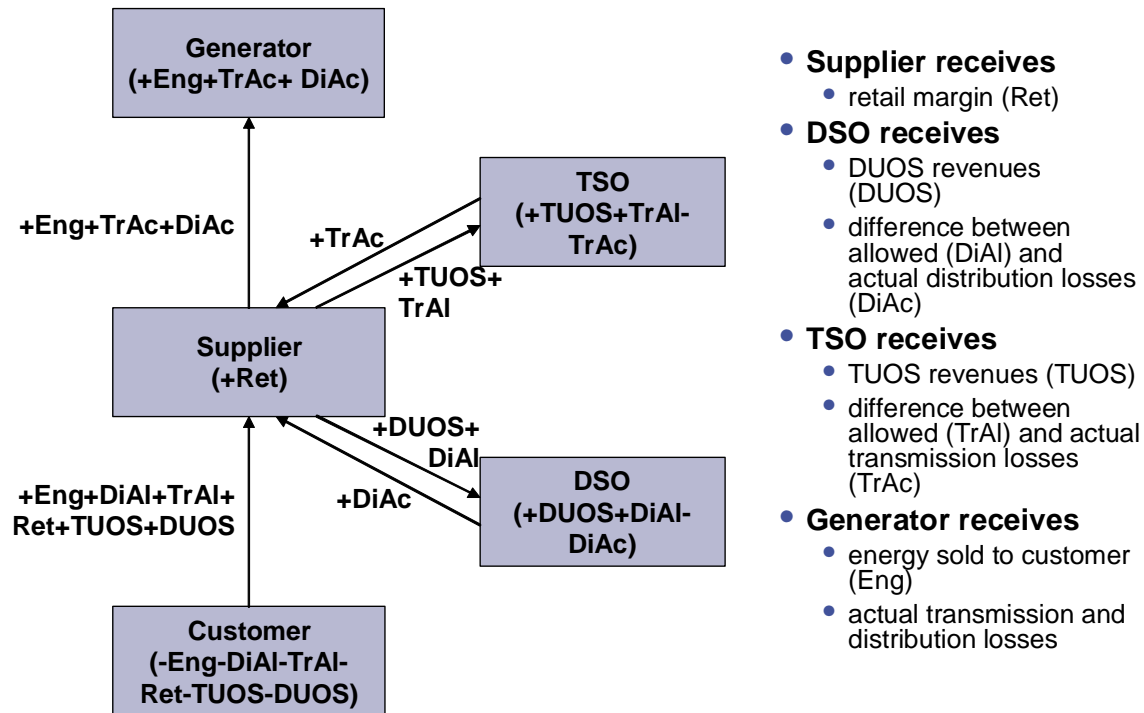 Generator
(+Eng+TrAc+ DiAc)
+Eng+TrAc+DiAc
TSO
(+TUOS+TrAl-
TrAc)
+TrAc
+TUOS+
TrAl
Supplier
(+Ret)
+DUOS+
DiAl
+DiAc
DSO
(+DUOS+DiAl-
DiAc)
+Eng+DiAl+TrAl+
Ret+TUOS+DUOS
Customer
(-Eng-DiAl-TrAl-
Ret-TUOS-DUOS)
• Supplier receives
• retail margin (Ret)
• DSO receives
• DUOS revenues
(DUOS)
• difference between
allowed (DiAl) and
actual distribution losses
(DiAc)
• TSO receives
• TUOS revenues (TUOS)
• difference between
allowed (TrAl) and actual
transmission losses
(TrAc)
• Generator receives
• energy sold to customer
(Eng)
• actual transmission and
distribution losses